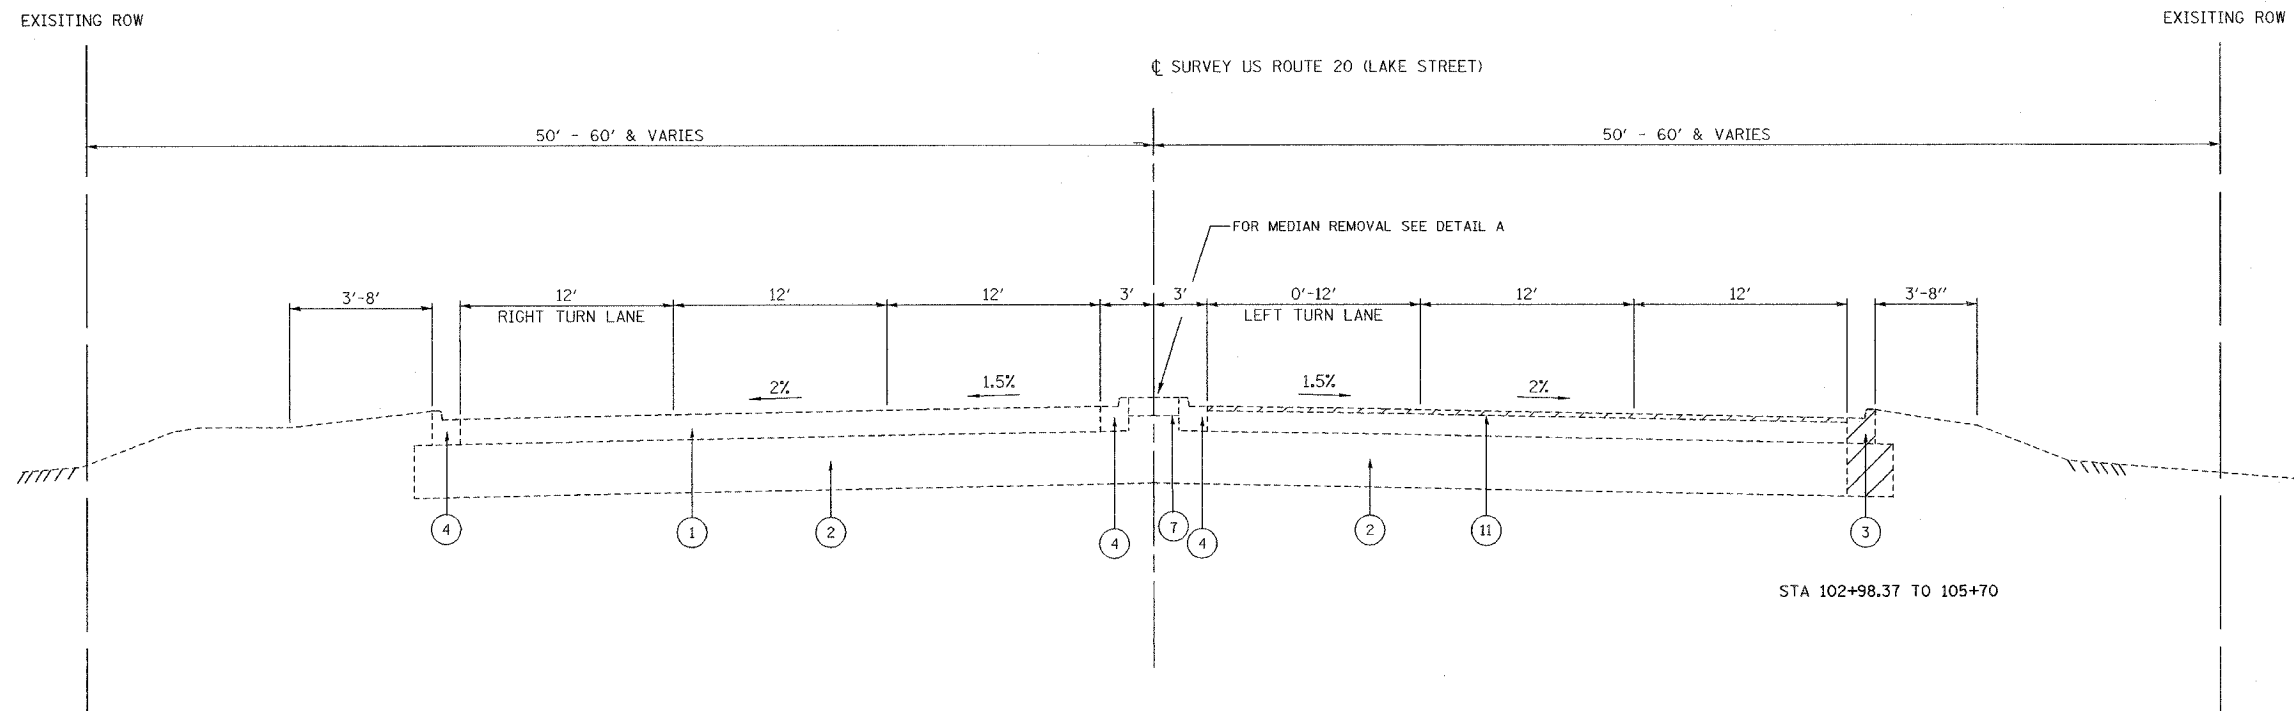 EXISITING ROW
EXISITING ROW
℄ SURVEY US ROUTE 20 (LAKE STREET)
50' - 60' & VARIES
50' - 60' & VARIES
FOR MEDIAN REMOVAL SEE DETAIL A
3'-8'
12'
12'
12'
3'
3'
0'-12'
12'
12'
3'-8''
RIGHT TURN LANE
LEFT TURN LANE
2%
1.5%
1.5%
2%
4
1
2
4
7
4
2
11
3
STA 102+98.37 TO 105+70